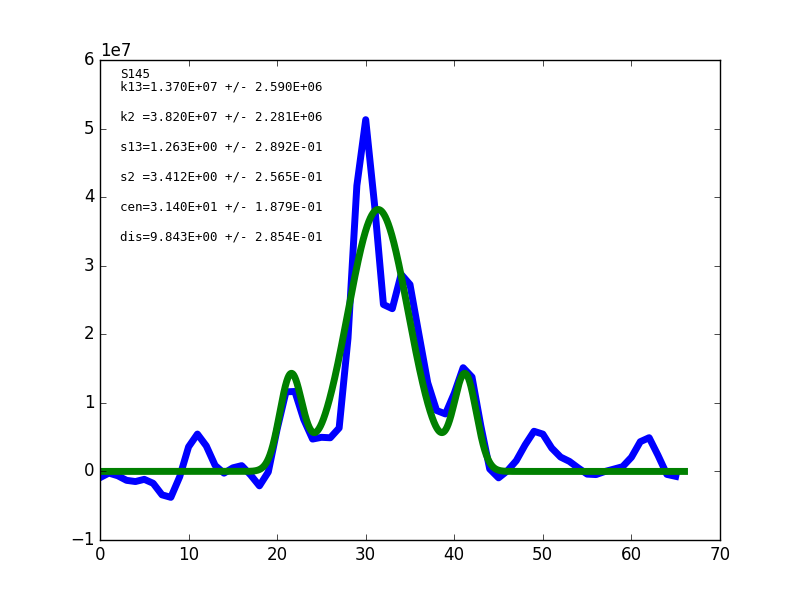 1e7
6
S145
k13=1.370E+07 +/- 2.590E+06
k2 =3.820E+07 +/- 2.281E+06
5
s13=1.263E+00 +/- 2.892E-01
s2 =3.412E+00 +/- 2.565E-01
4
cen=3.140E+01 +/- 1.879E-01
dis=9.843E+00 +/- 2.854E-01
3
2
1
0
−1
0 10 20 30 40 50 60 70